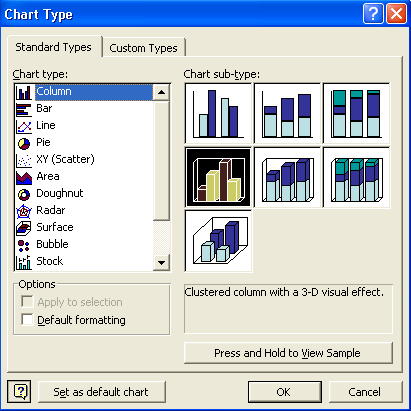 Chart Type
Standard Types
Custom Types
Chart type:
Column
Bar
Line
Pie
XY (Scatter)
Area
Doughnut
Radar
Surface
Bubble
Stock
Chart sub-type:
Options
Apply to selection
Default formatting
Clustered column with a 3-D visual effect.
Press and Hold to View Sample
Set as default chart
OK
Cancel